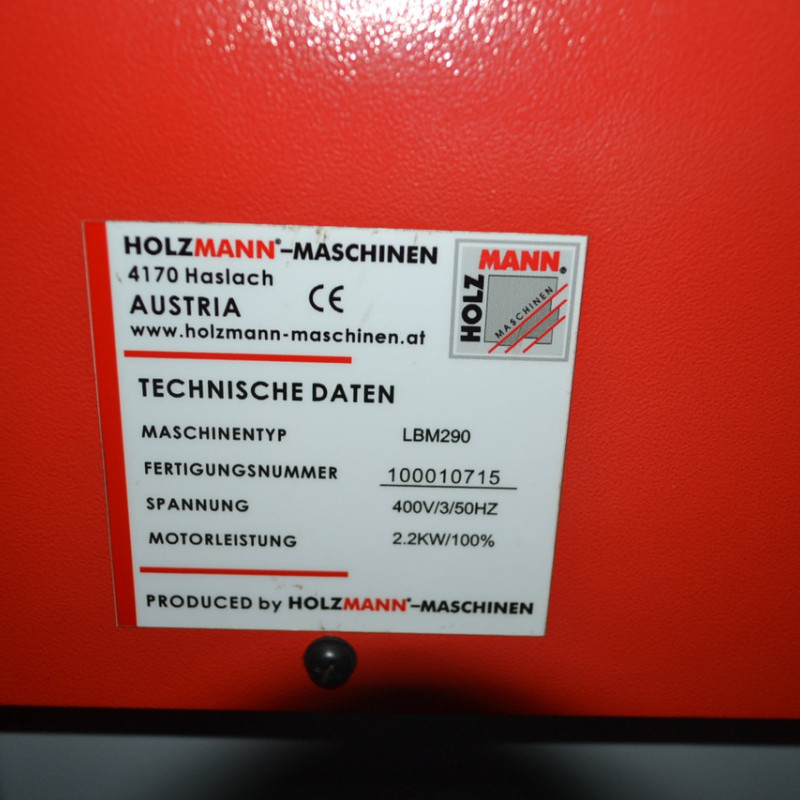 HOLZMANN®-MASCHINEN
4170 Haslach
AUSTRIA CE
www.holzmann-maschinen.at
HOLZ MANN®
MASCHINEN
TECHNISCHE DATEN
MASCHINENTYP LBM290
FERTIGUNGSNUMMER 100010715
SPANNUNG 400V/3/50HZ
MOTORLEISTUNG 2.2KW/100%
PRODUCED by HOLZMANN®-MASCHINEN